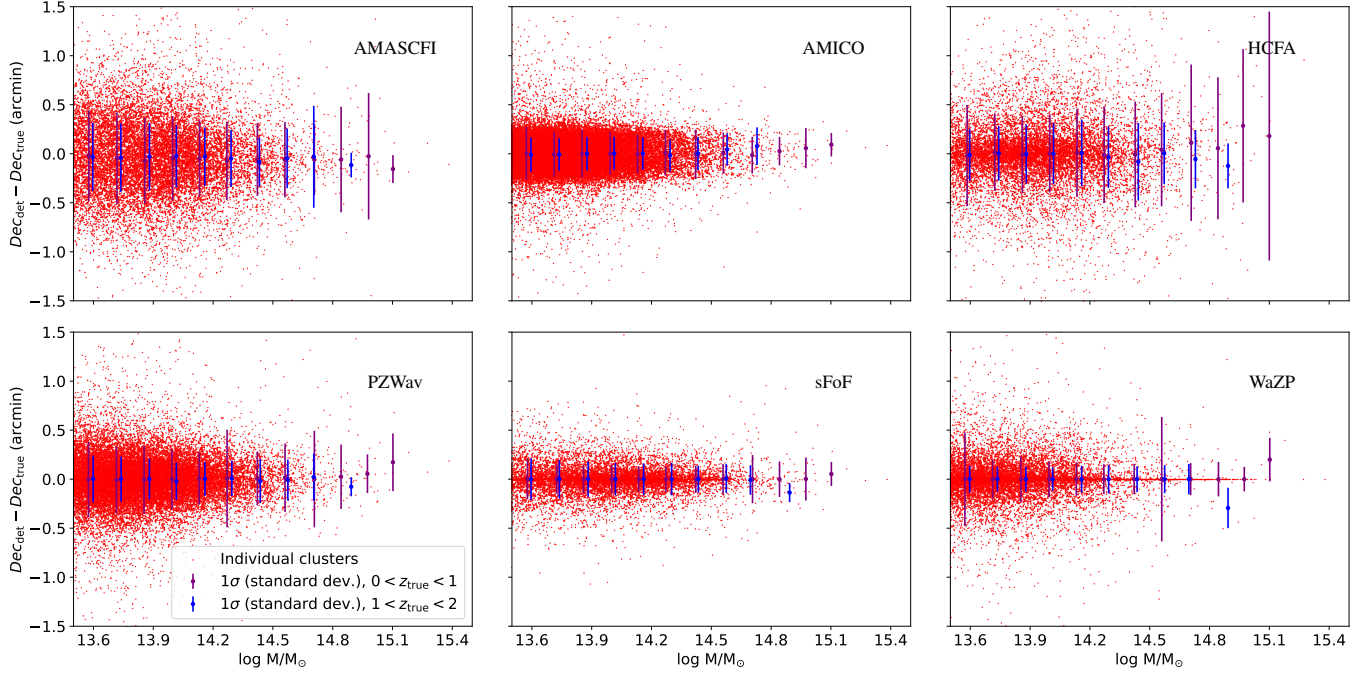 1.5
1.0
0.5
0.0
−0.5
−1.0
−1.5
Dec_det − Dec_true (arcmin)
AMASCFI
AMICO
HCFA
1.5
1.0
0.5
0.0
−0.5
−1.0
−1.5
Dec_det − Dec_true (arcmin)
PZWav
Individual clusters
1σ (standard dev.), 0 < z_true < 1
1σ (standard dev.), 1 < z_true < 2
sFoF
WaZP
13.6 13.9 14.2 14.5 14.8 15.1 15.4
log M/M⊙
13.6 13.9 14.2 14.5 14.8 15.1 15.4
log M/M⊙
13.6 13.9 14.2 14.5 14.8 15.1 15.4
log M/M⊙